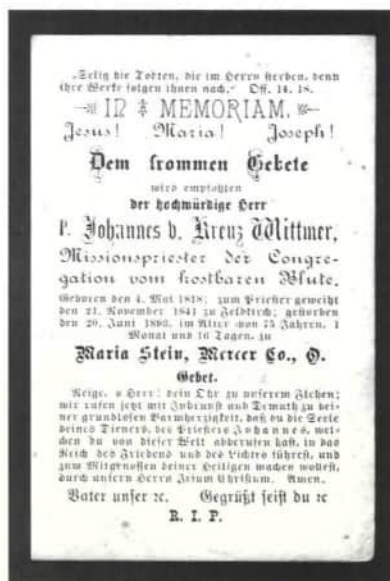 „Selig die Todten, die im Herrn sterben, denn
ihre Werke folgen ihnen nach.“ Off. 14. 18.
IN MEMORIAM.
Jesus! Maria! Joseph!
Dem frommen Gebete
wird empfohlen
der hochwürdige Herr
P. Johannes v. Kreuz Wittmer,
Missionspriester der Congre-
gation vom kostbaren Blute.
Geboren den 4. Mai 1818; zum Priester geweiht
den 21. November 1841 zu Feldkirch; gestorben
den 20. Juni 1893, im Alter von 75 Jahren, 1
Monat und 16 Tagen, zu
Maria Stein, Mercer Co., O.
Gebet.
Neige, o Herr! dein Ohr zu unserem Flehen;
wir rufen jetzt mit Inbrunst und Demuth zu dei-
ner grundlosen Barmherzigkeit, daß du die Seele
deines Dieners, des Priesters Johannes, wel-
chen du von dieser Welt abberufen hast, in das
Reich des Friedens und des Lichtes führest, und
zum Mitgenossen deiner Heiligen machen wollest,
durch unsern Herrn Jesum Christum. Amen.
Vater unser ꝛc. Gegrüßt seist du ꝛc
R. I. P.